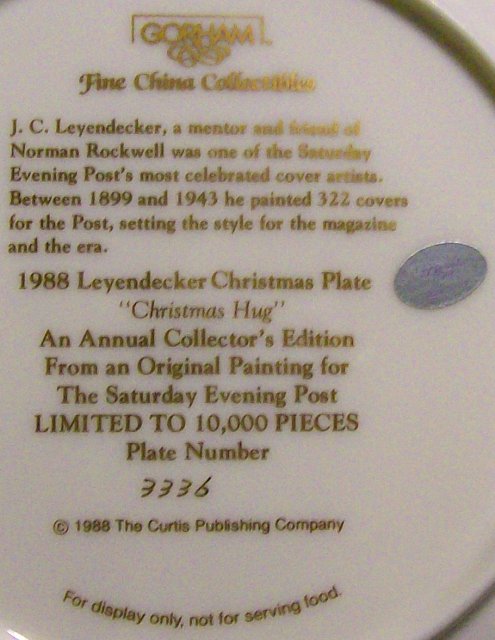 GORHAM
Fine China Collectibles
J. C. Leyendecker, a mentor and friend of
Norman Rockwell was one of the Saturday
Evening Post's most celebrated cover artists.
Between 1899 and 1943 he painted 322 covers
for the Post, setting the style for the magazine
and the era.
1988 Leyendecker Christmas Plate
"Christmas Hug"
An Annual Collector's Edition
From an Original Painting for
The Saturday Evening Post
LIMITED TO 10,000 PIECES
Plate Number
3336
© 1988 The Curtis Publishing Company
For display only, not for serving food.